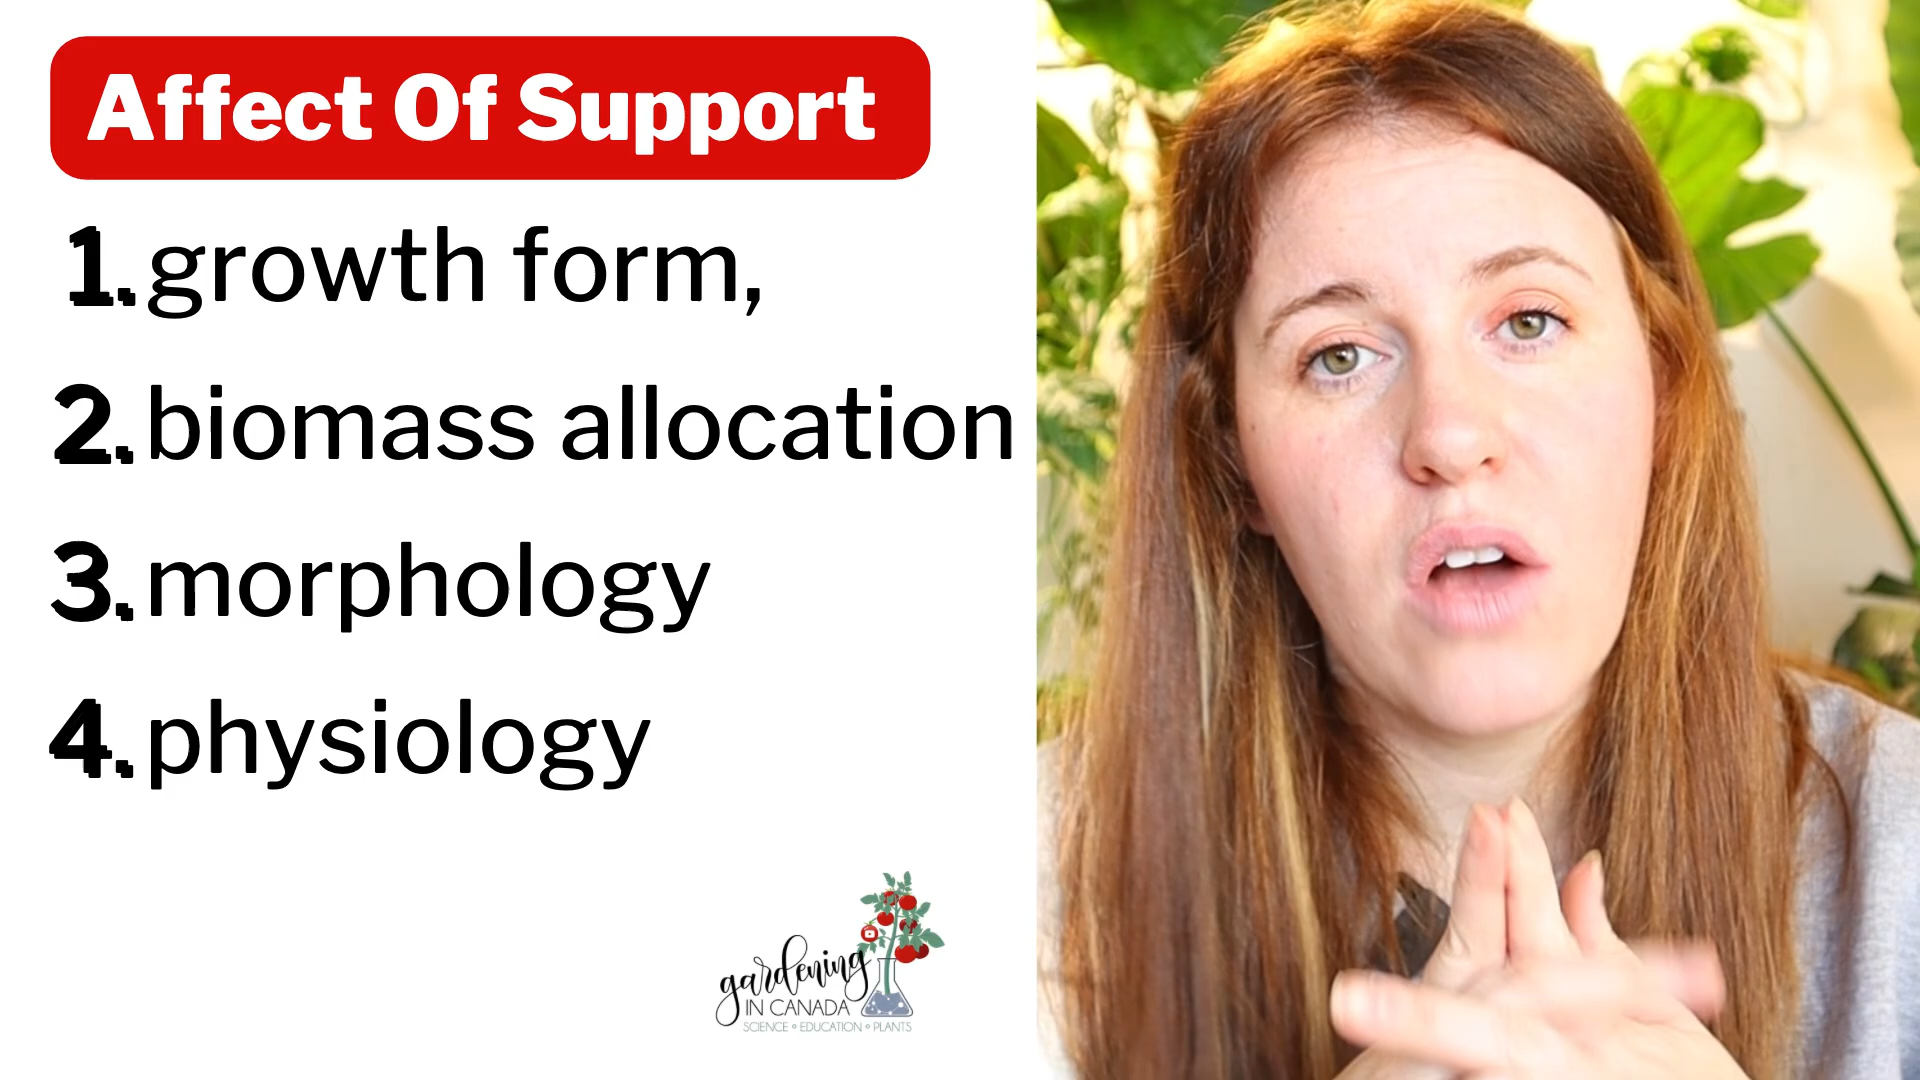 Affect Of Support
1. growth form,
2. biomass allocation
3. morphology
4. physiology
gardening
IN CANADA
SCIENCE • EDUCATION • PLANTS